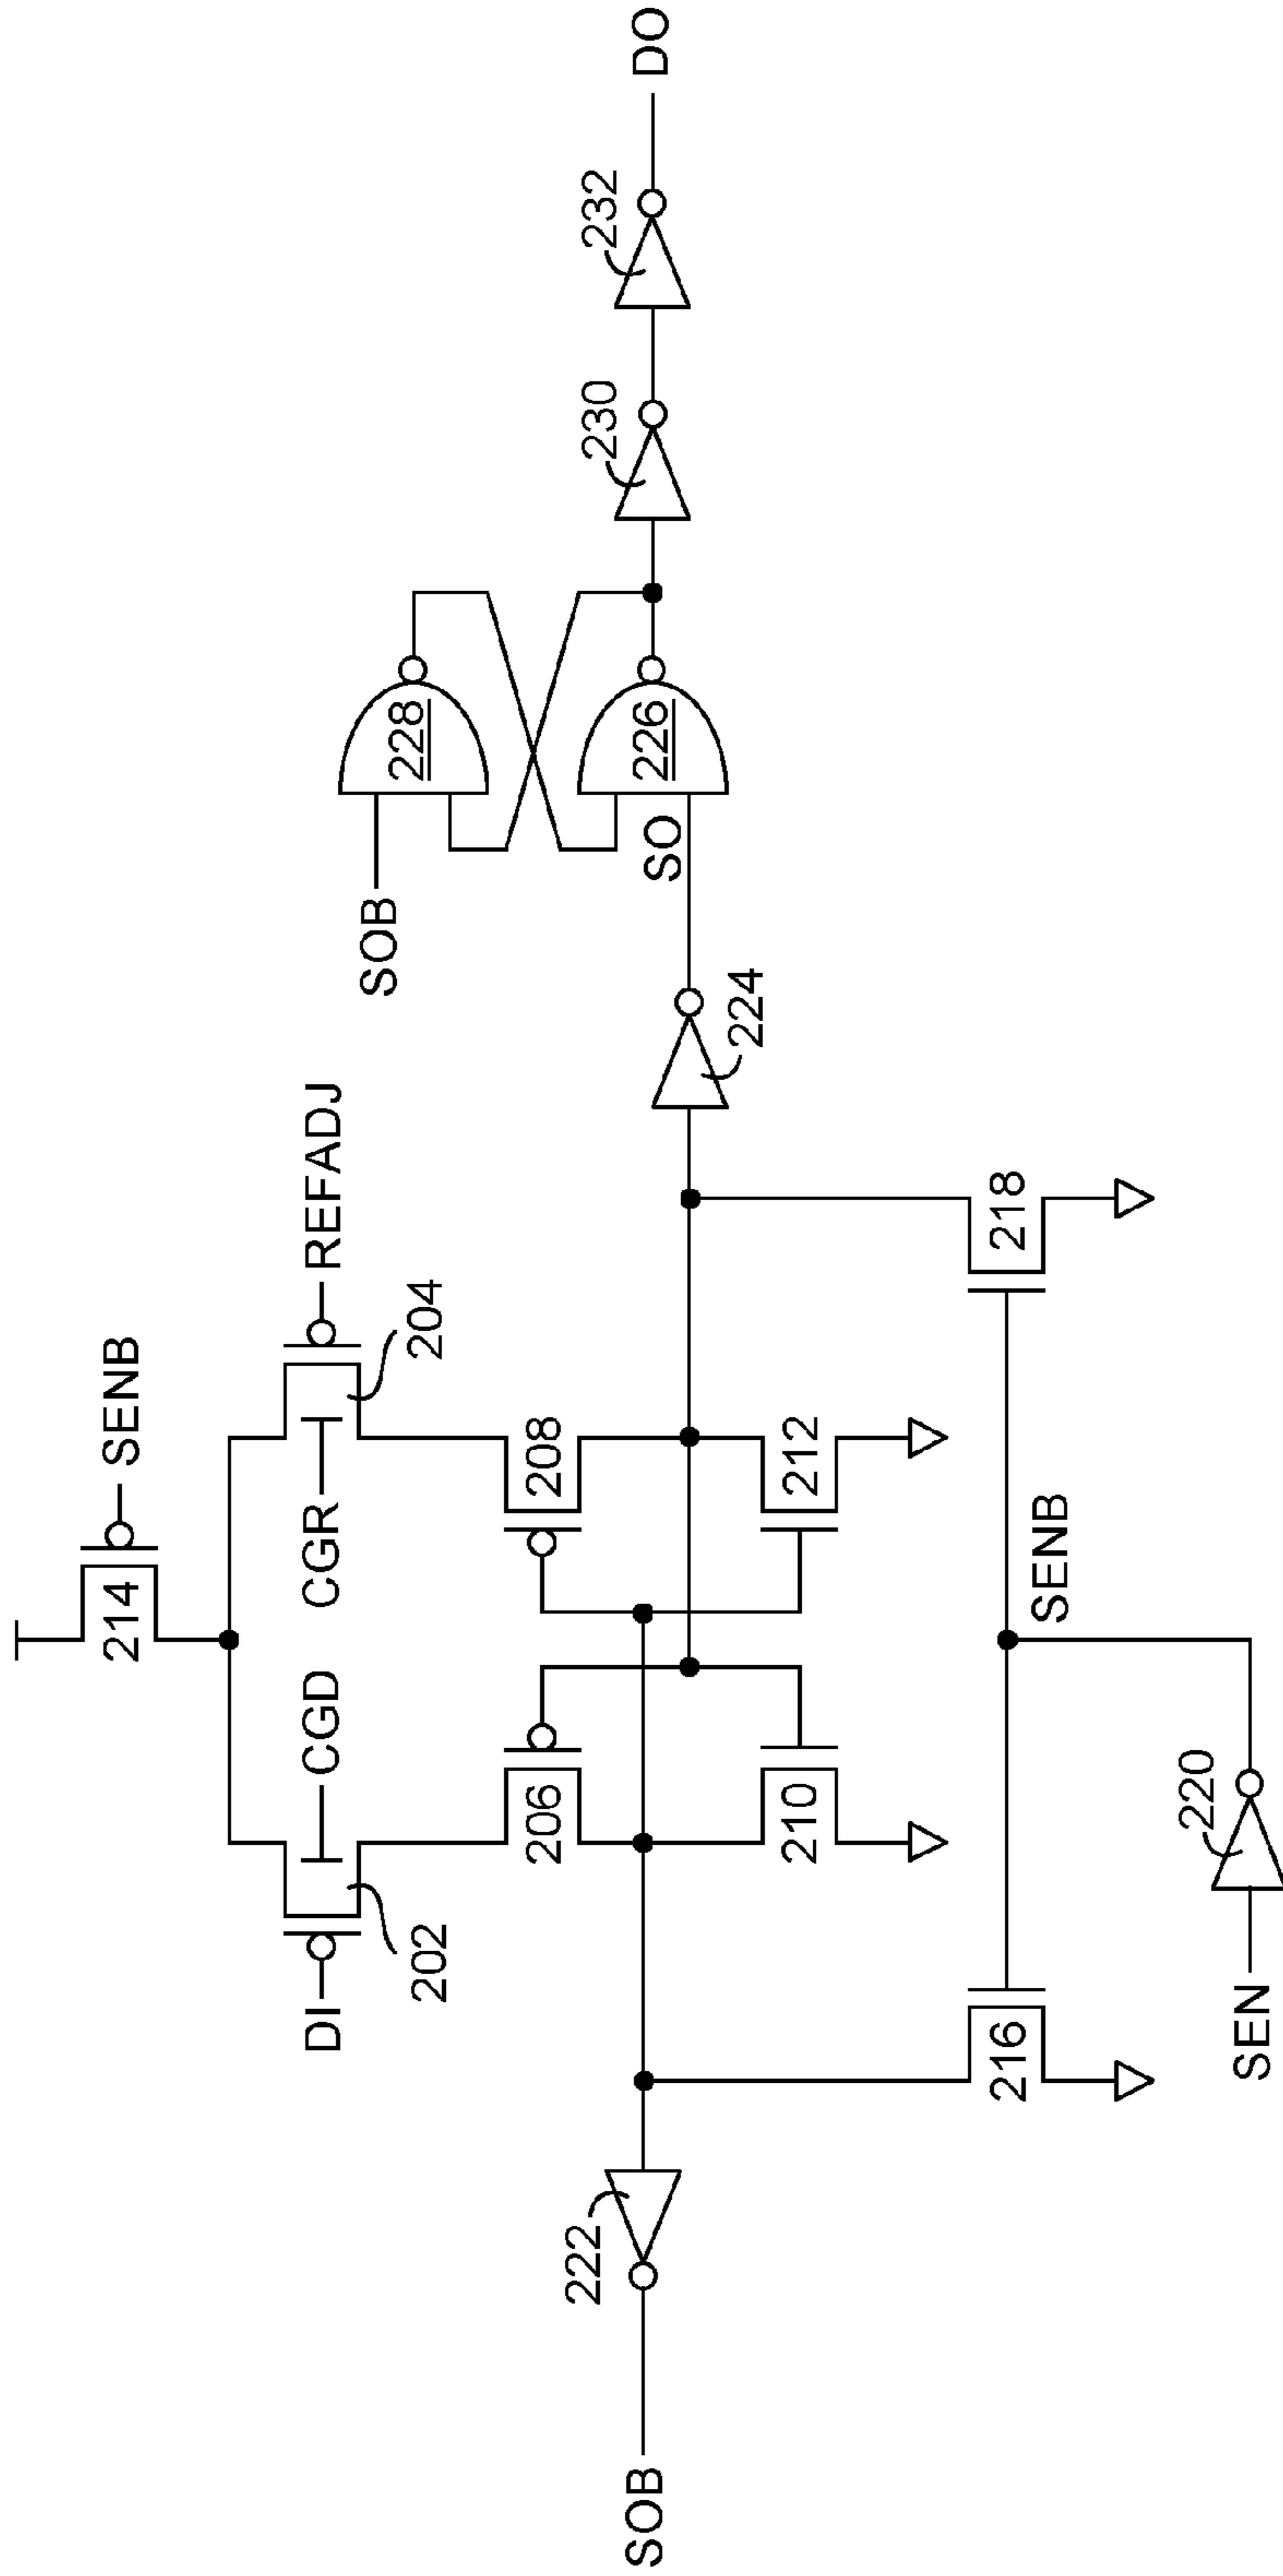 214
SENB
DI
202
CGD
CGR
204
REFADJ
206
208
210
212
222
SOB
216
218
SENB
SEN
220
224
SO
SOB
228
226
230
232
DO